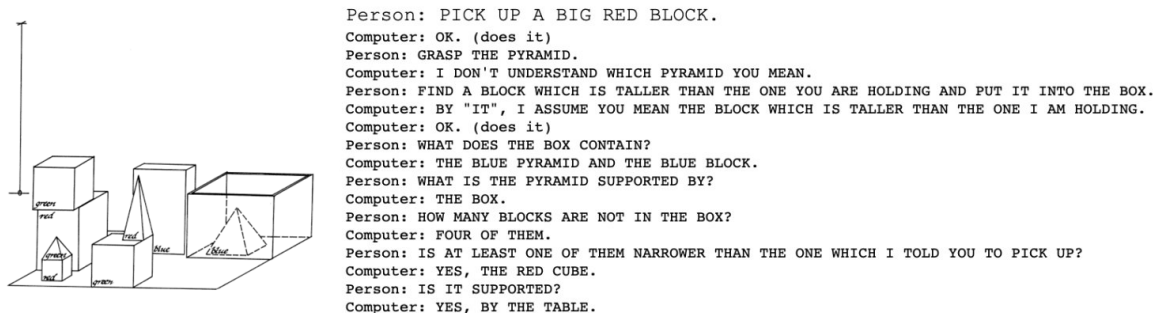 Person: PICK UP A BIG RED BLOCK.
Computer: OK. (does it)
Person: GRASP THE PYRAMID.
Computer: I DON'T UNDERSTAND WHICH PYRAMID YOU MEAN.
Person: FIND A BLOCK WHICH IS TALLER THAN THE ONE YOU ARE HOLDING AND PUT IT INTO THE BOX.
Computer: BY "IT", I ASSUME YOU MEAN THE BLOCK WHICH IS TALLER THAN THE ONE I AM HOLDING.
Computer: OK. (does it)
Person: WHAT DOES THE BOX CONTAIN?
Computer: THE BLUE PYRAMID AND THE BLUE BLOCK.
Person: WHAT IS THE PYRAMID SUPPORTED BY?
Computer: THE BOX.
Person: HOW MANY BLOCKS ARE NOT IN THE BOX?
Computer: FOUR OF THEM.
Person: IS AT LEAST ONE OF THEM NARROWER THAN THE ONE WHICH I TOLD YOU TO PICK UP?
Computer: YES, THE RED CUBE.
Person: IS IT SUPPORTED?
Computer: YES, BY THE TABLE.
green
red
red
blue
blue
green
red
green